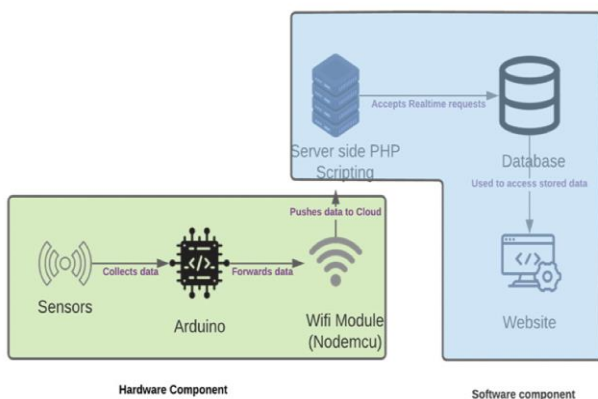 Accepts Realtime requests
Server side PHP
Scripting
Database
Used to access stored data
Pushes data to Cloud
</>
Collects data
</>
Forwards data
Sensors
Arduino
Wifi Module
(Nodemcu)
Website
Hardware Component
Software component